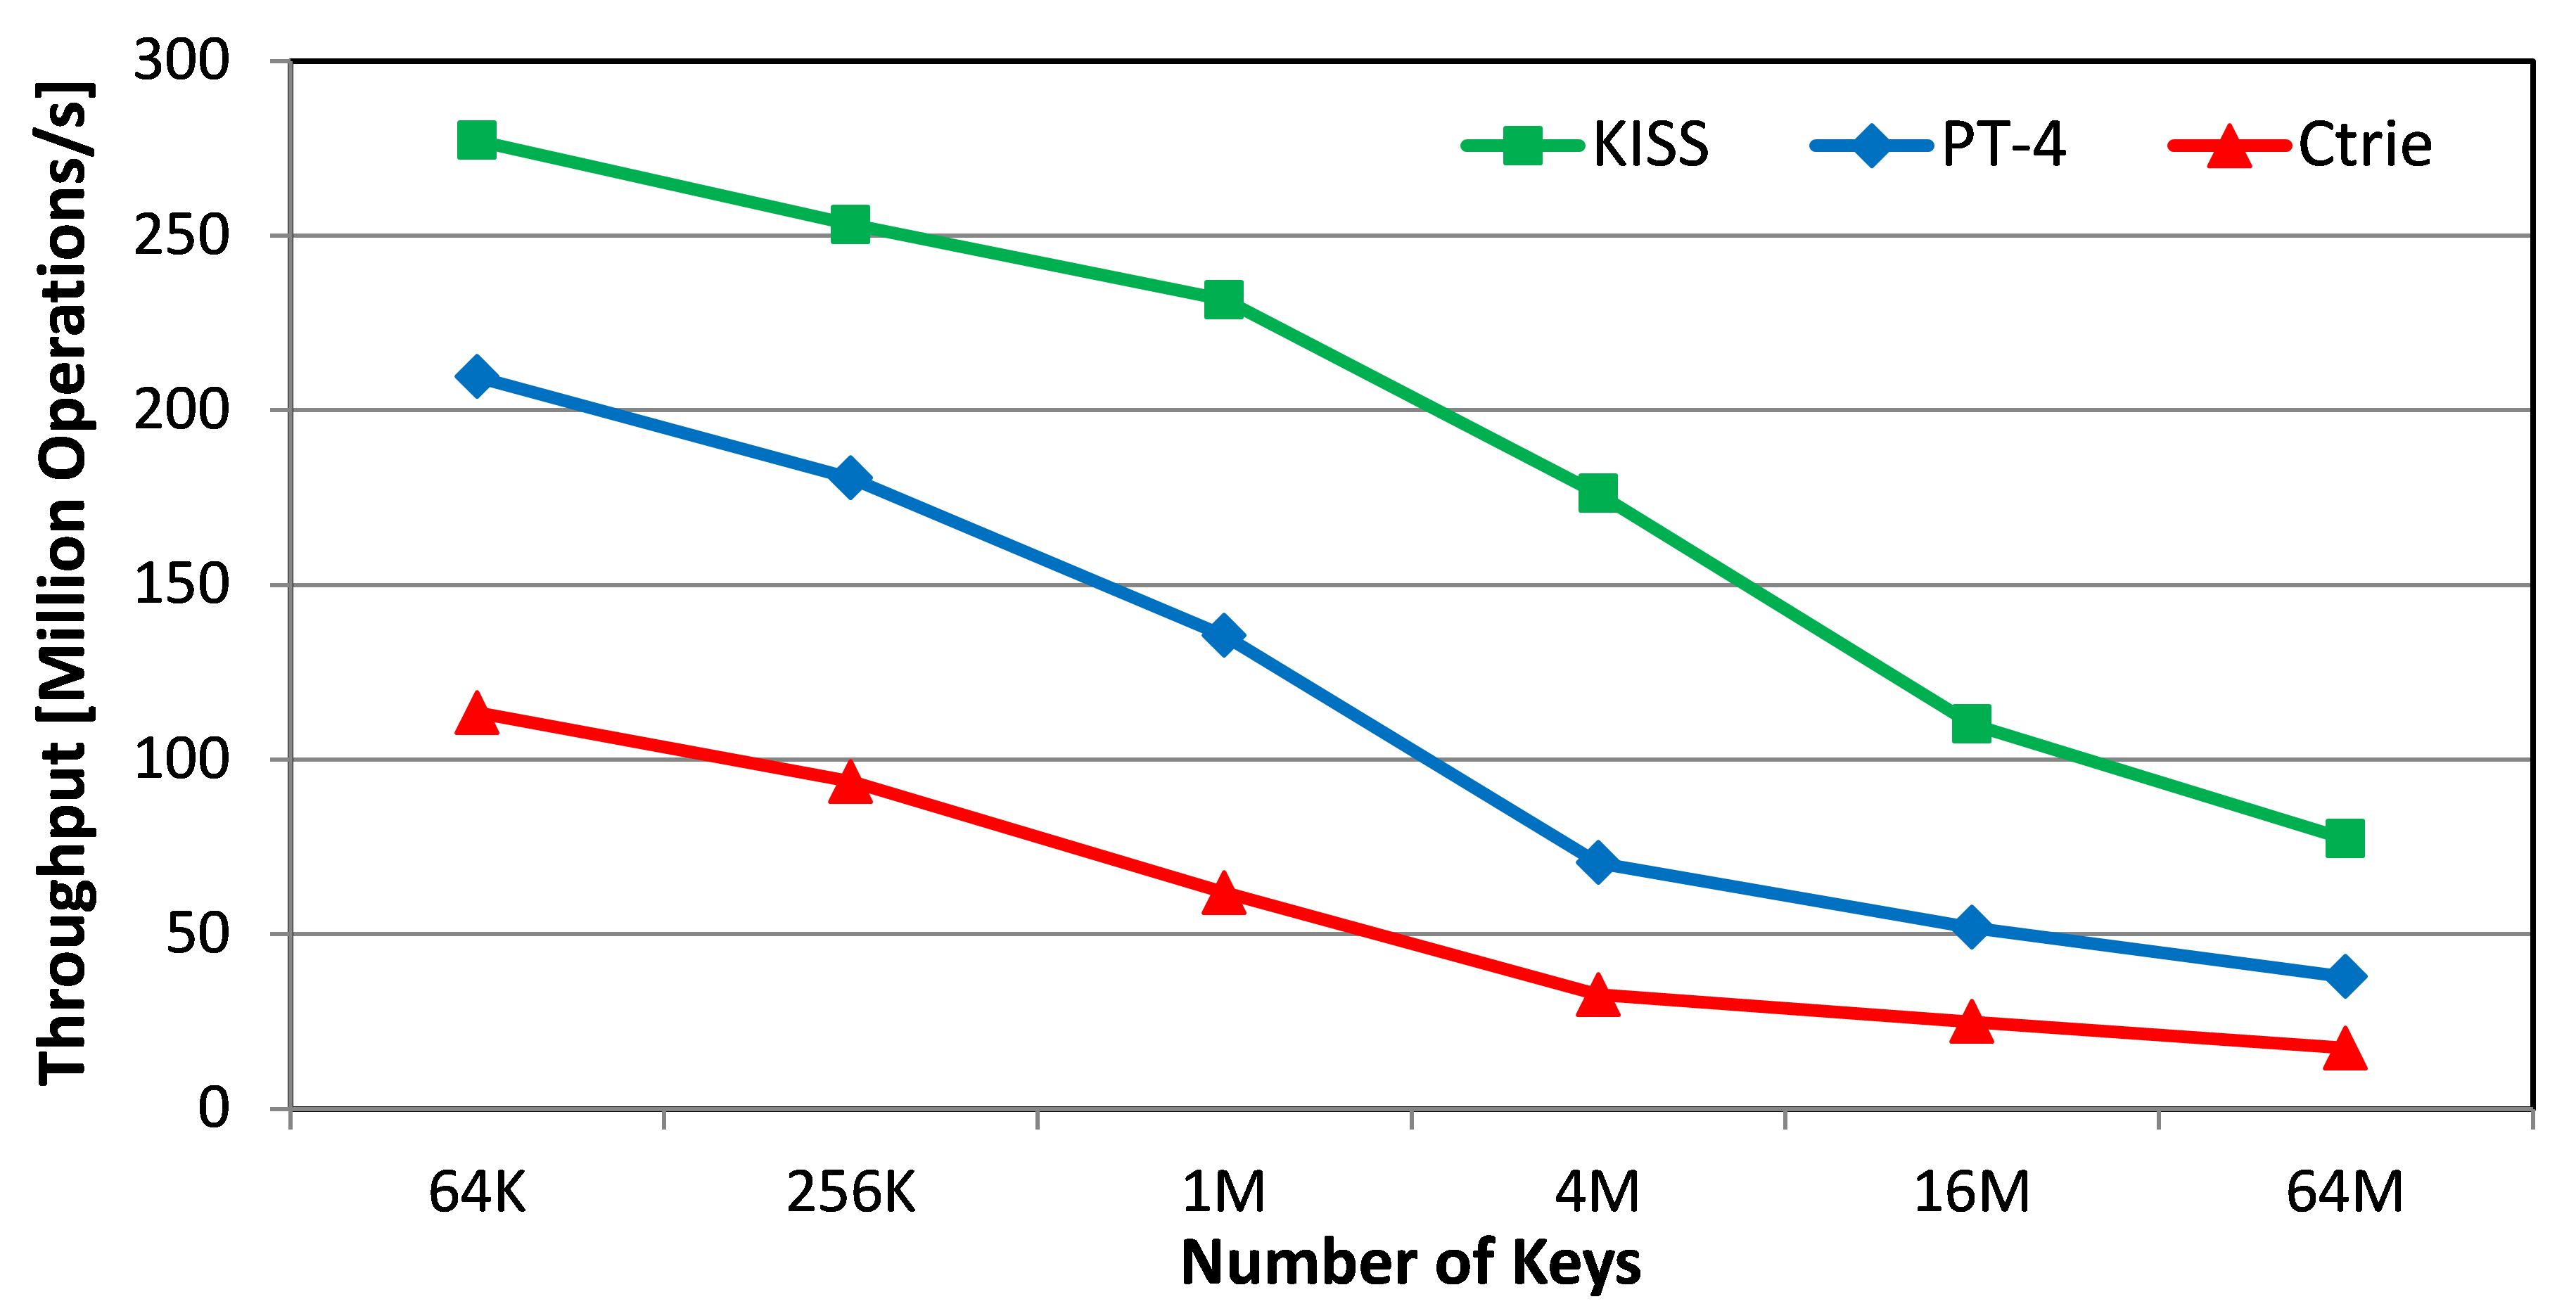 Throughput [Million Operations/s]
300
250
200
150
100
50
0
KISS PT-4 Ctrie
64K 256K 1M 4M 16M 64M
Number of Keys